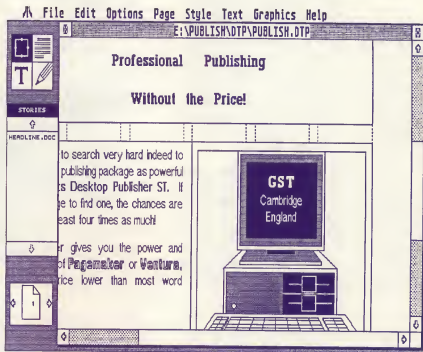 File Edit Options Page Style Text Graphics Help
E:\PUBLISH\DTP\PUBLISH.DTP
T
STORIES
HEADLINE.DOC
1
Professional Publishing
Without the Price!
to search very hard indeed to
publishing package as powerful
s Desktop Publisher ST. If
e to find one, the chances are
east four times as much!
r gives you the power and
of Pagemaker or Ventura,
rice lower than most word
GST
Cambridge
England